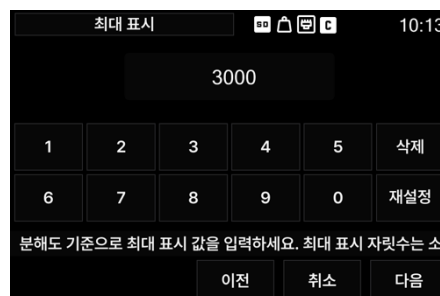 최대 표시 SD C 10:13
3000
1 2 3 4 5 삭제
6 7 8 9 0 재설정
분해도 기준으로 최대 표시 값을 입력하세요. 최대 표시 자릿수는 소
이전 취소 다음